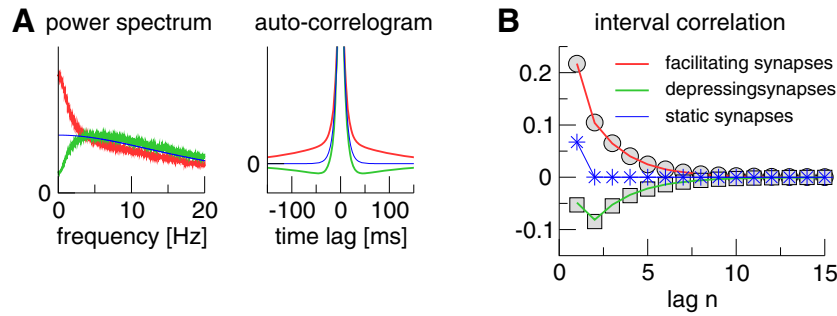 A power spectrum
0
0
10
20
frequency [Hz]
auto-correlogram
0
-100
0
100
time lag [ms]
B interval correlation
facilitating synapses
depressingsynapses
static synapses
0.2
0.1
0
-0.1
0
5
10
15
lag n